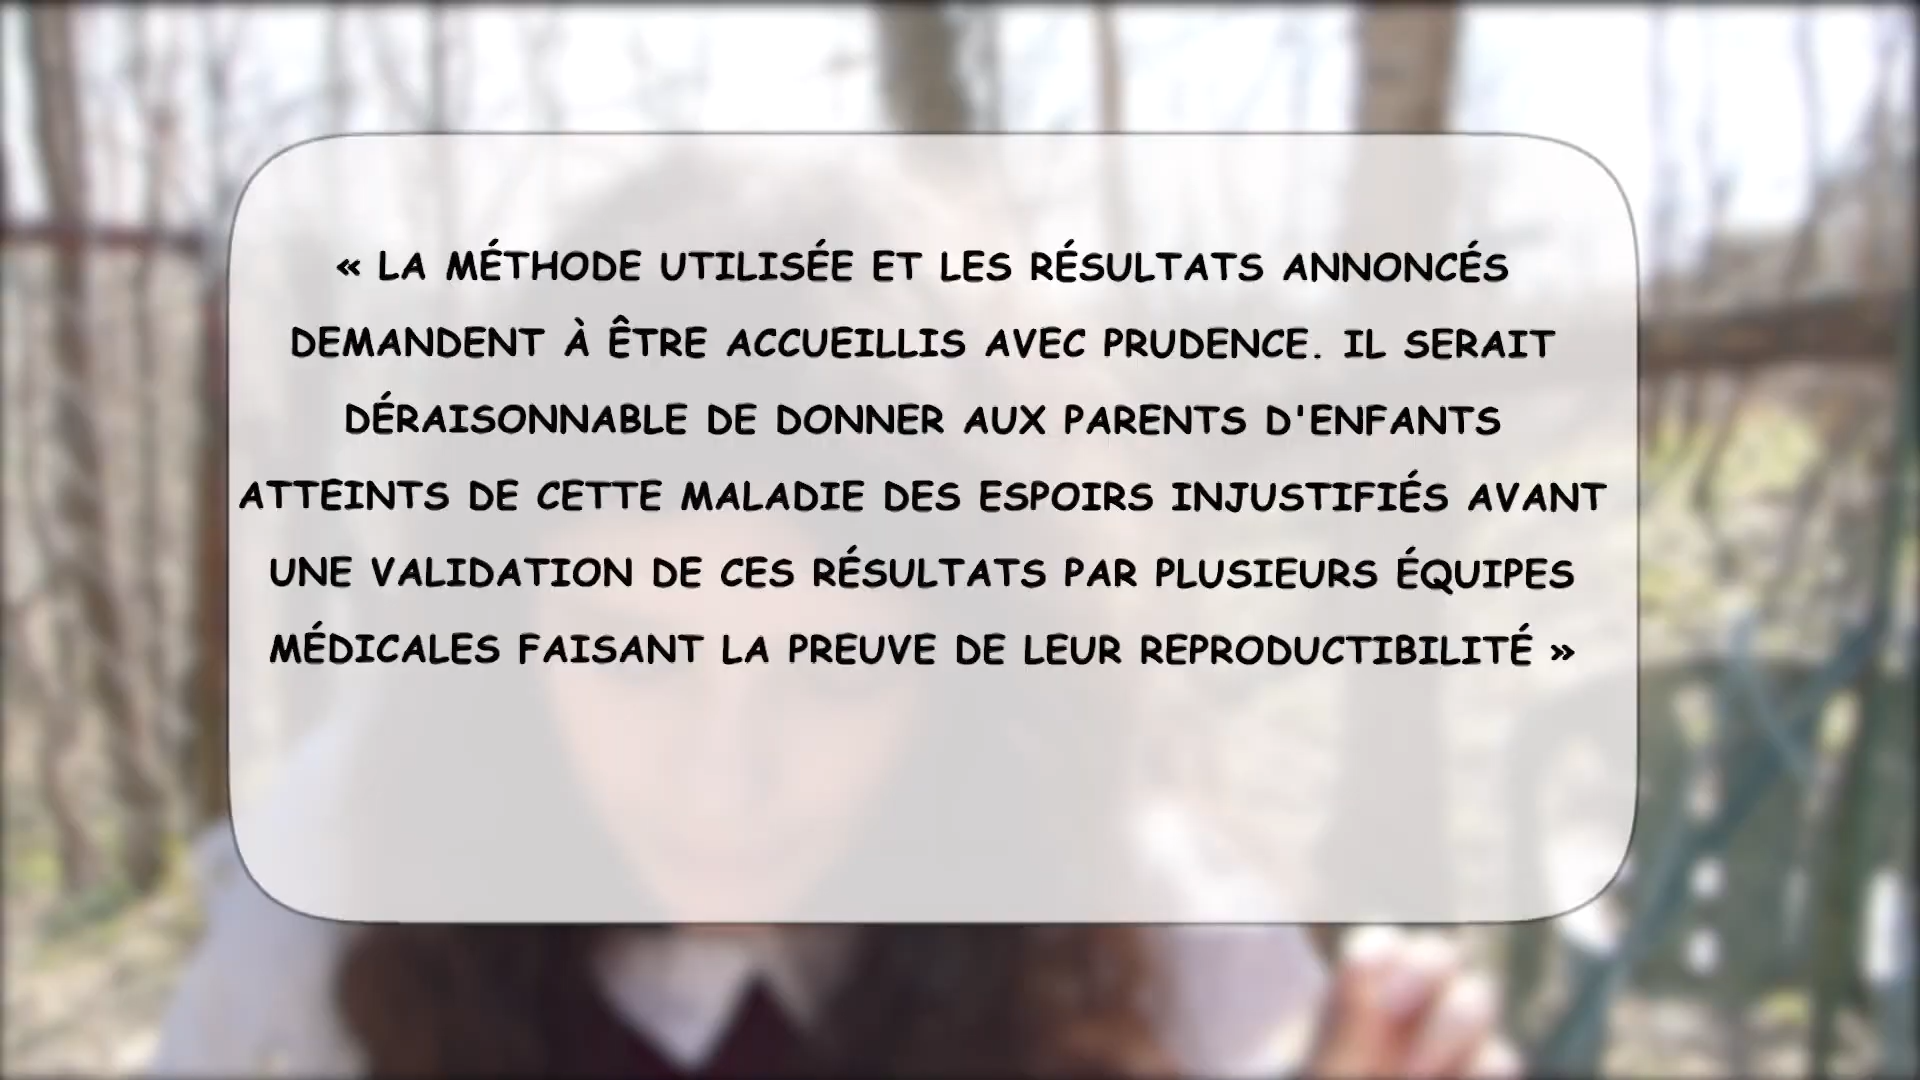 « LA MÉTHODE UTILISÉE ET LES RÉSULTATS ANNONCÉS
DEMANDENT À ÊTRE ACCUEILLIS AVEC PRUDENCE. IL SERAIT
DÉRAISONNABLE DE DONNER AUX PARENTS D'ENFANTS
ATTEINTS DE CETTE MALADIE DES ESPOIRS INJUSTIFIÉS AVANT
UNE VALIDATION DE CES RÉSULTATS PAR PLUSIEURS ÉQUIPES
MÉDICALES FAISANT LA PREUVE DE LEUR REPRODUCTIBILITÉ »